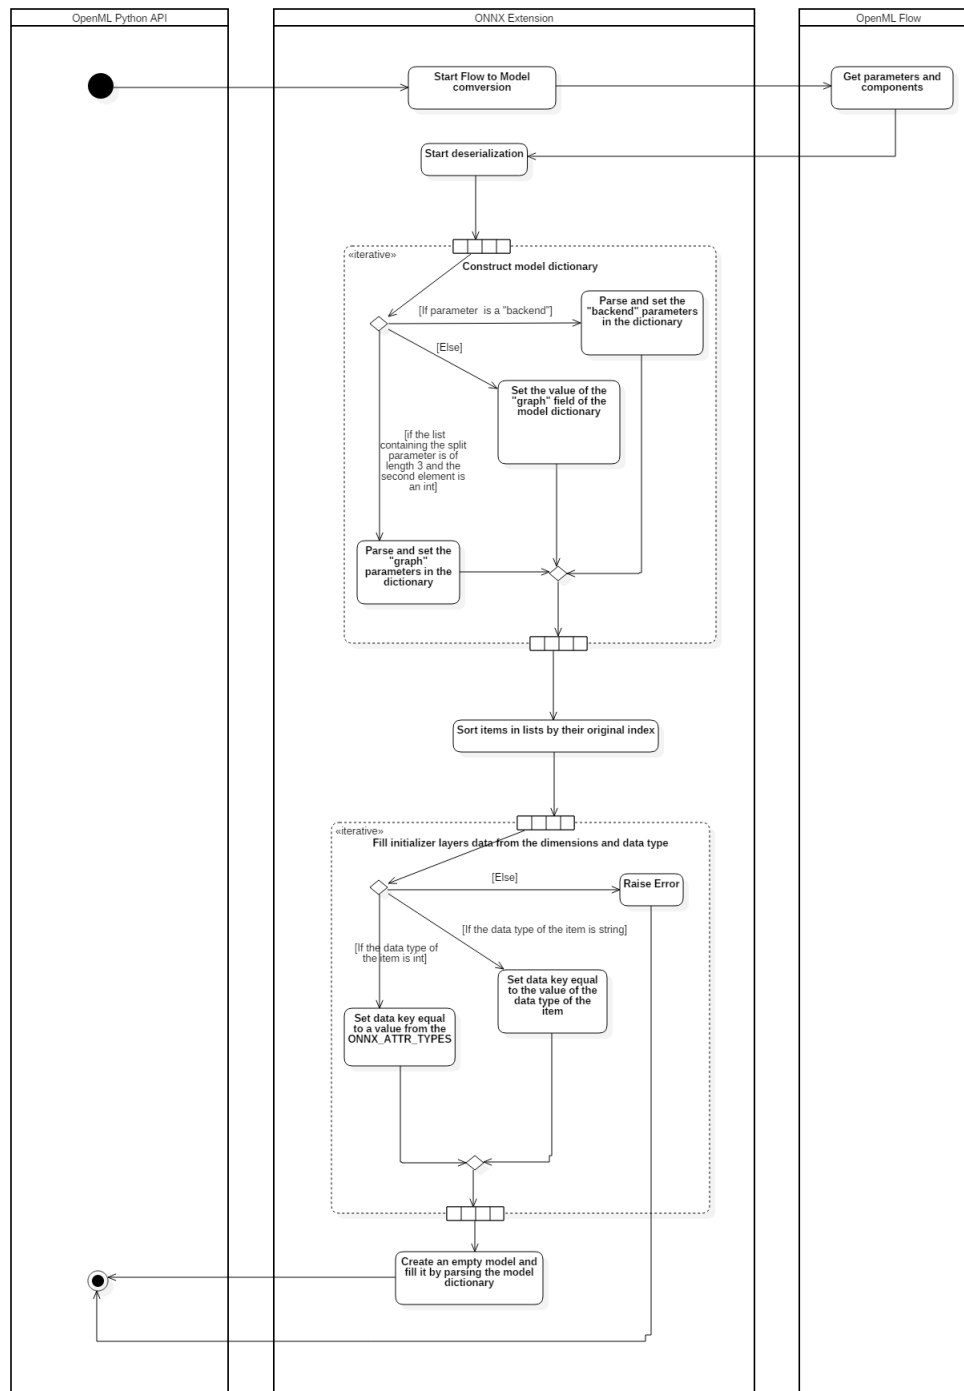 OpenML Python API
ONNX Extension
OpenML Flow
Start Flow to Model
comversion
Get parameters and
components
Start deserialization
«iterative»
Construct model dictionary
[If parameter  is a "backend"]
Parse and set the
"backend" parameters
in the dictionary
[Else]
Set the value of the
"graph" field of the
model dictionary
[if the list
containing the split
parameter is of
length 3 and the
second element is
an int]
Parse and set the
"graph"
parameters in the
dictionary
Sort items in lists by their original index
«iterative»
Fill initializer layers data from the dimensions and data type
[Else]
Raise Error
[If the data type of the item is string]
[If the data type of
the item is int]
Set data key equal
to the value of the
data type of the
item
Set data key equal
to a value from the
ONNX_ATTR_TYPES
Create an empty model and
fill it by parsing the model
dictionary